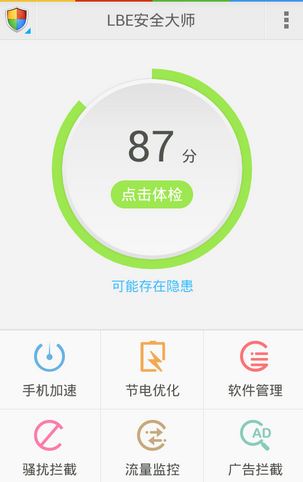 LBE安全大师
87 分
点击体检
可能存在隐患
手机加速 节电优化 软件管理
AD
骚扰拦截 流量监控 广告拦截